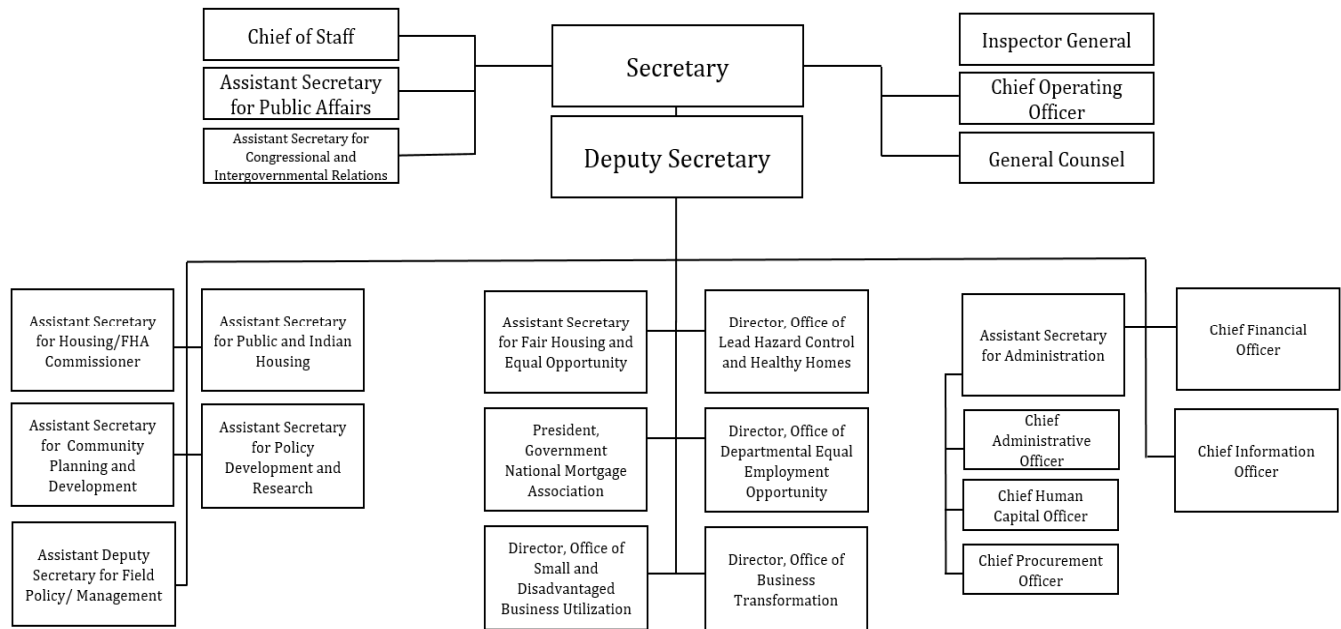 Chief of Staff
Secretary
Inspector General
Assistant Secretary
for Public Affairs
Chief Operating
Officer
Assistant Secretary for
Congressional and
Intergovernmental Relations
Deputy Secretary
General Counsel
Assistant Secretary
for Housing/FHA
Commissioner
Assistant Secretary
for Public and Indian
Housing
Assistant Secretary
for Fair Housing and
Equal Opportunity
Director, Office of
Lead Hazard Control
and Healthy Homes
Assistant Secretary
for Administration
Chief Financial
Officer
Assistant Secretary
for Community
Planning and
Development
Assistant Secretary
for Policy
Development and
Research
President,
Government
National Mortgage
Association
Director, Office of
Departmental Equal
Employment
Opportunity
Chief
Administrative
Officer
Chief Information
Officer
Chief Human
Capital Officer
Assistant Deputy
Secretary for Field
Policy/ Management
Director, Office of
Small and
Disadvantaged
Business Utilization
Director, Office of
Business
Transformation
Chief Procurement
Officer